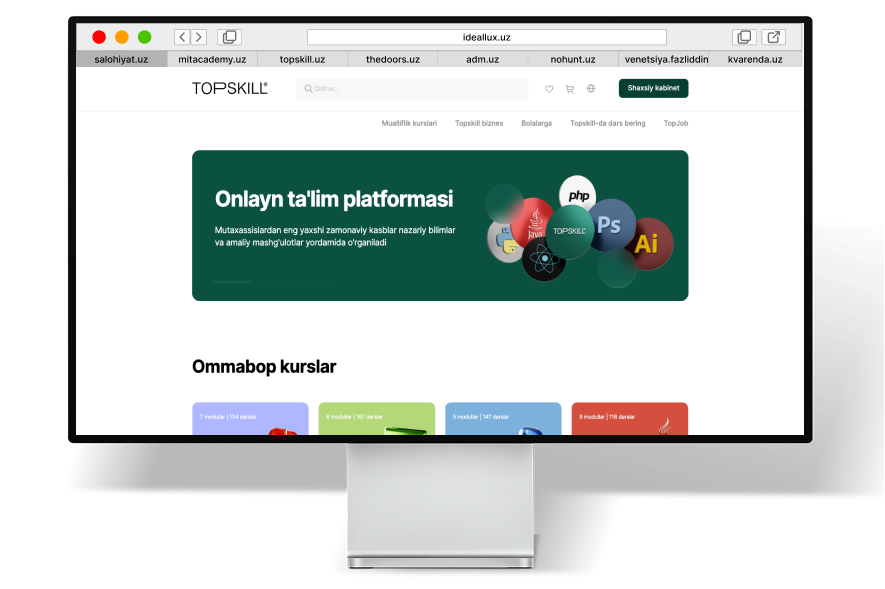 ideallux.uz
salohiyat.uz
mitacademy.uz
topskill.uz
thedoors.uz
adm.uz
nohunt.uz
venetsiya.fazliddin
kvarenda.uz
TOPSKILL®
Qidiruv...
Shaxsiy kabinet
Mualliflik kurslari
Topskill biznes
Bolalarga
Topskill-da dars bering
TopJob
Onlayn ta'lim platformasi
Mutaxassislardan eng yaxshi zamonaviy kasblar nazariy bilimlar
va amaliy mashg'ulotlar yordamida o'rganiladi
php
Java
TOPSKILL®
Ps
Ai
Ommabop kurslar
7 modullar | 134 darslar
6 modullar | 167 darslar
5 modullar | 147 darslar
9 modullar | 116 darslar